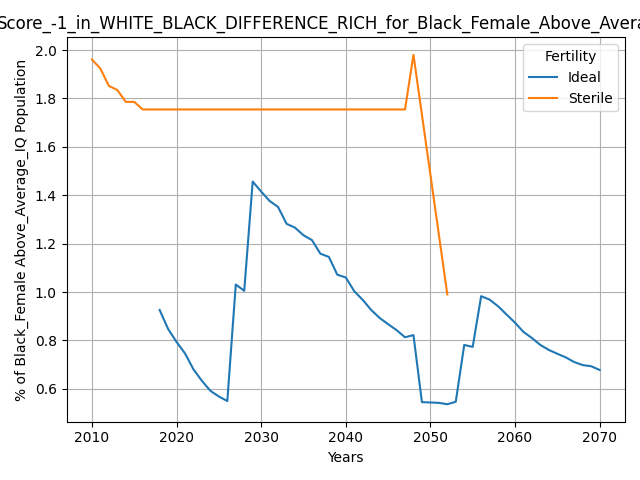 Score_-1_in_WHITE_BLACK_DIFFERENCE_RICH_for_Black_Female_Above_Avera
Fertility
Ideal
Sterile
% of Black_Female Above_Average_IQ Population
2.0
1.8
1.6
1.4
1.2
1.0
0.8
0.6
2010 2020 2030 2040 2050 2060 2070
Years